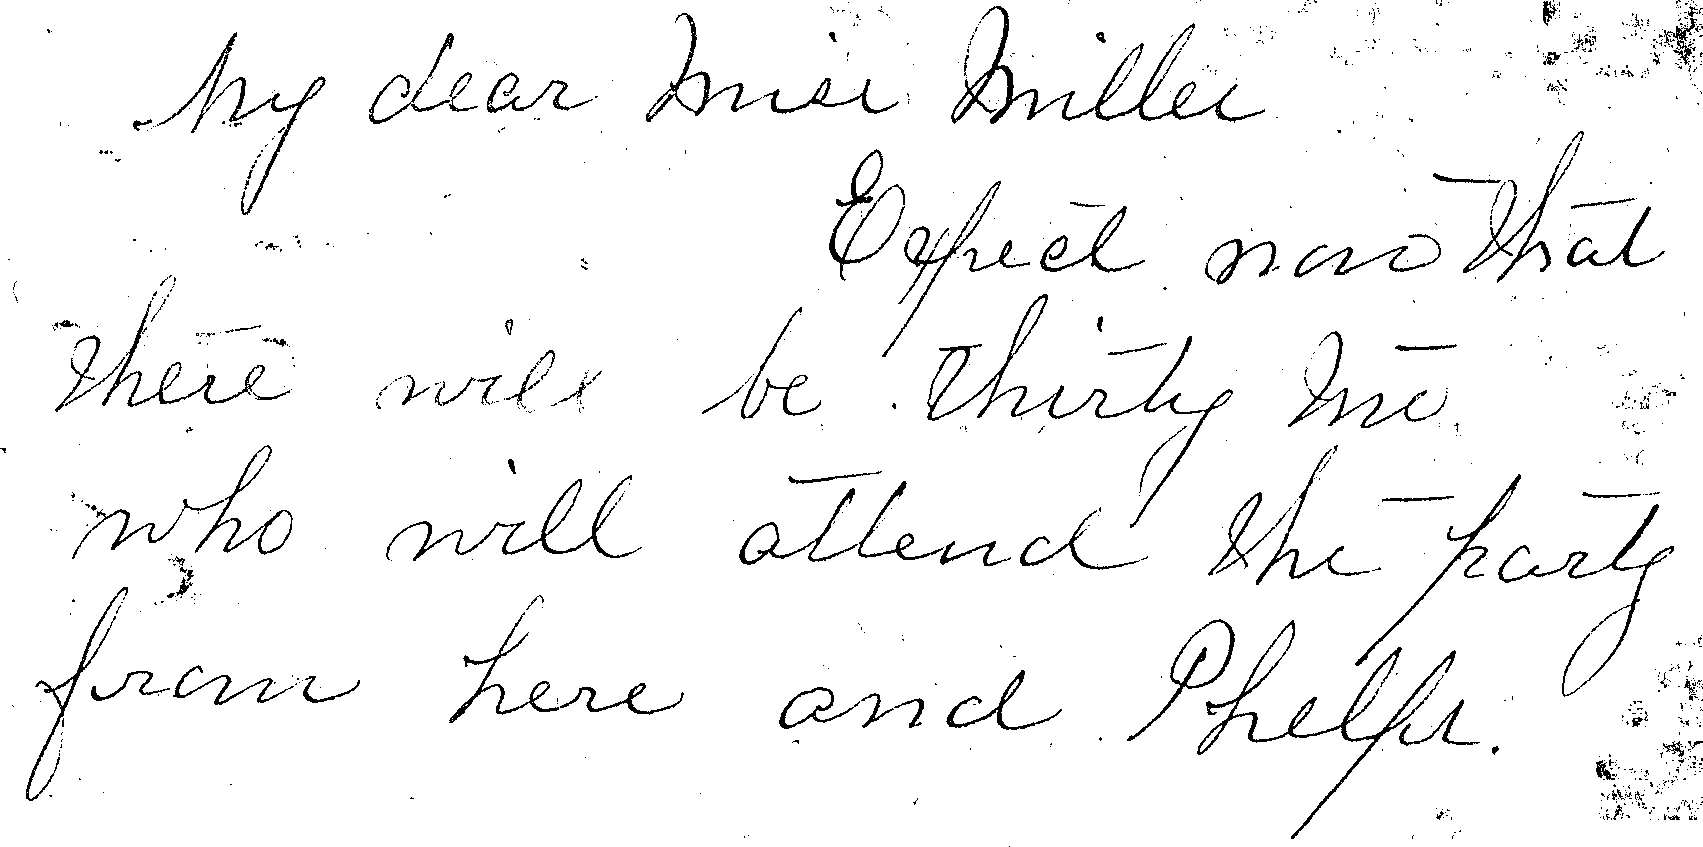 My dear Miss Miller
Expect now that
there will be thirty two
who will attend the party
from here and Phelps.